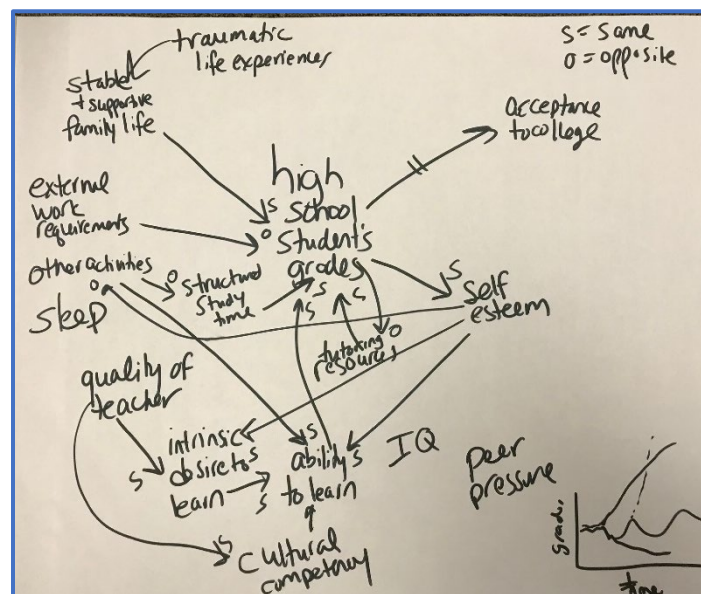 traumatic
life experiences
s = same
o = opposite
stable
+ supportive
family life
acceptance
to college
high
s school
student's
grades
external
work
requirements
o
other activities
o
o
structured
study
time
s
s
s
s
self
esteem
sleep
tutoring
resources
o
quality of
teacher
intrinsic
desire to
learn
s
s
s
s
ability
to learn
s
IQ
peer
pressure
s
cultural
competency
time